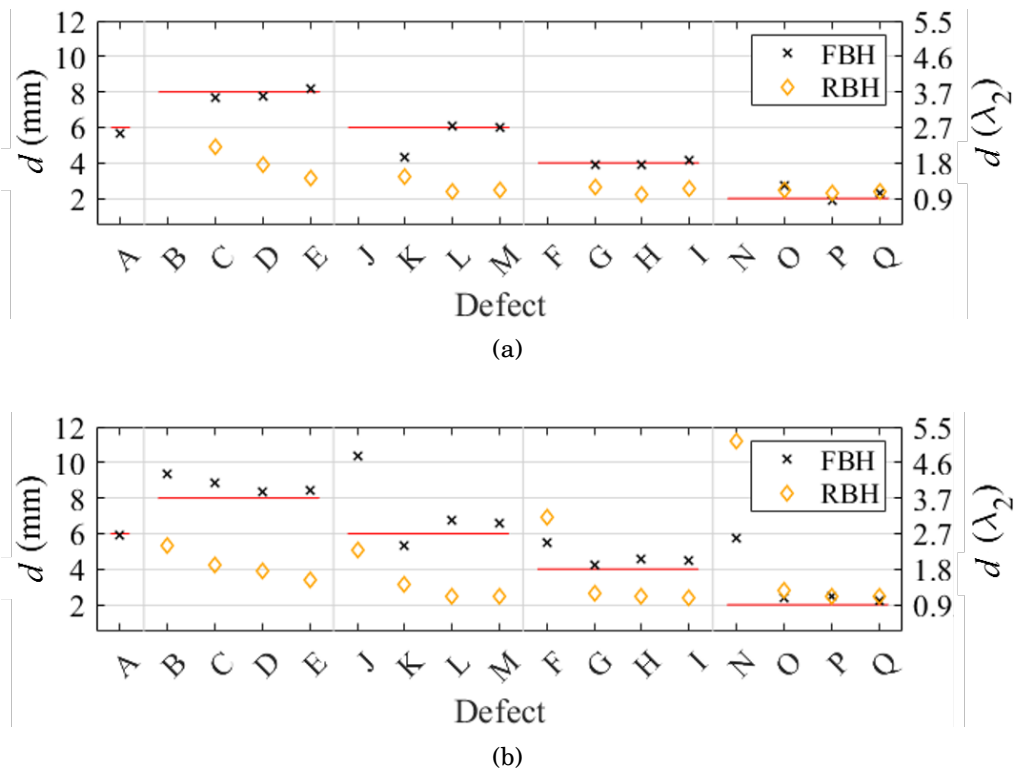 12 10 8 6 4 2
d (mm)
5.5 4.6 3.7 2.7 1.8 0.9
d (λ₂)
FBH
RBH
A B C D E J K L M F G H I N O P Q
Defect
(a)
12 10 8 6 4 2
d (mm)
5.5 4.6 3.7 2.7 1.8 0.9
d (λ₂)
FBH
RBH
A B C D E J K L M F G H I N O P Q
Defect
(b)